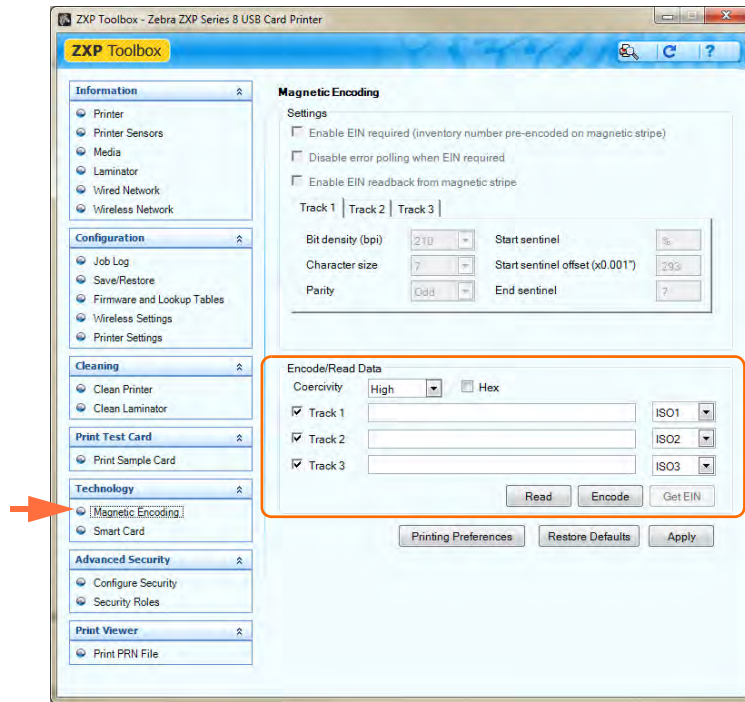 ZXP Toolbox - Zebra ZXP Series 8 USB Card Printer
ZXP Toolbox
?
Information
Printer
Printer Sensors
Media
Laminator
Wired Network
Wireless Network
Configuration
Job Log
Save/Restore
Firmware and Lookup Tables
Wireless Settings
Printer Settings
Cleaning
Clean Printer
Clean Laminator
Print Test Card
Print Sample Card
Technology
Magnetic Encoding
Smart Card
Advanced Security
Configure Security
Security Roles
Print Viewer
Print PRN File
Magnetic Encoding
Settings
Enable EIN required (inventory number pre-encoded on magnetic stripe)
Disable error polling when EIN required
Enable EIN readback from magnetic stripe
Track 1 Track 2 Track 3
Bit density (bpi) 210 Start sentinel %
Character size 7 Start sentinel offset (x0.001") 293
Parity Odd End sentinel ?
Encode/Read Data
Coercivity High Hex
Track 1 ISO1
Track 2 ISO2
Track 3 ISO3
Read Encode Get EIN
Printing Preferences Restore Defaults Apply